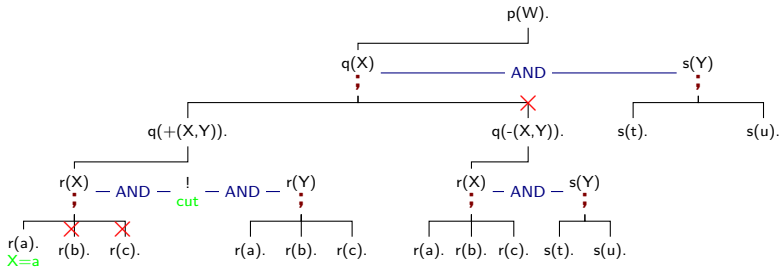 p(W).
q(X) AND s(Y)
; ;
q(+(X,Y)). q(-(X,Y)). s(t). s(u).
r(X) AND ! AND r(Y) r(X) AND s(Y)
; cut ; ; ;
r(a). r(b). r(c). r(a). r(b). r(c). r(a). r(b). r(c). s(t). s(u).
X=a